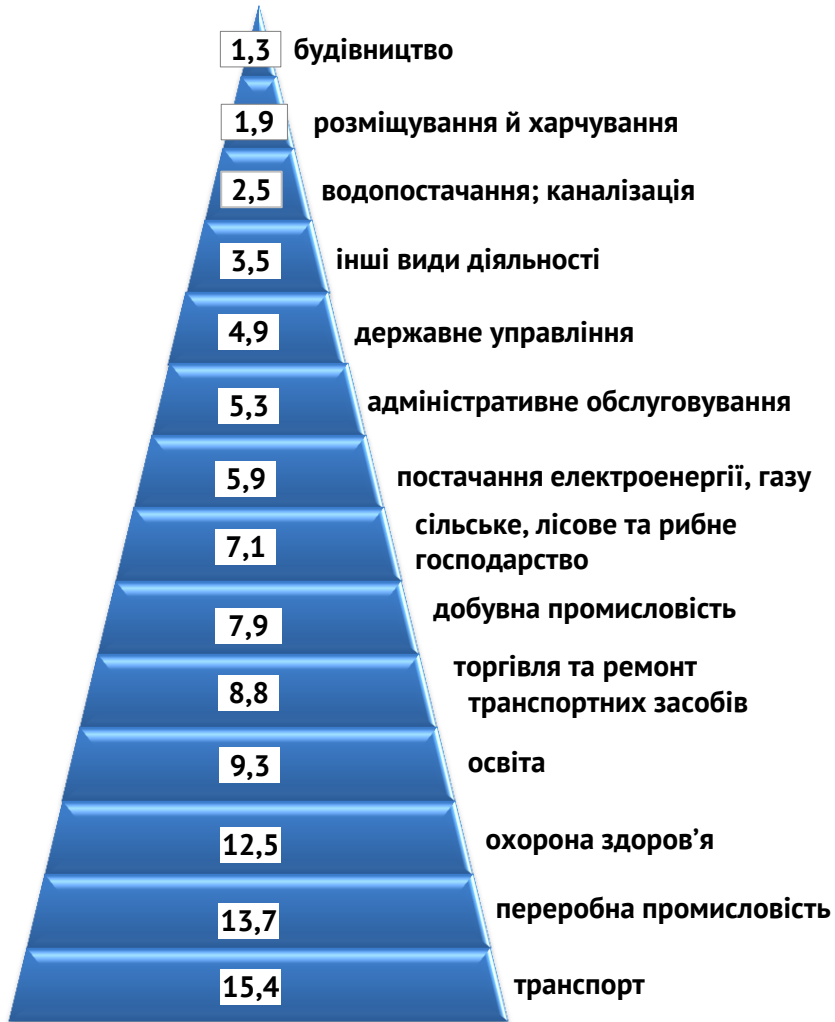 1,3 будівництво
1,9 розміщування й харчування
2,5 водопостачання; каналізація
3,5 інші види діяльності
4,9 державне управління
5,3 адміністративне обслуговування
5,9 постачання електроенергії, газу
7,1 сільське, лісове та рибне
господарство
7,9 добувна промисловість
8,8 торгівля та ремонт
транспортних засобів
9,3 освіта
12,5 охорона здоров’я
13,7 переробна промисловість
15,4 транспорт